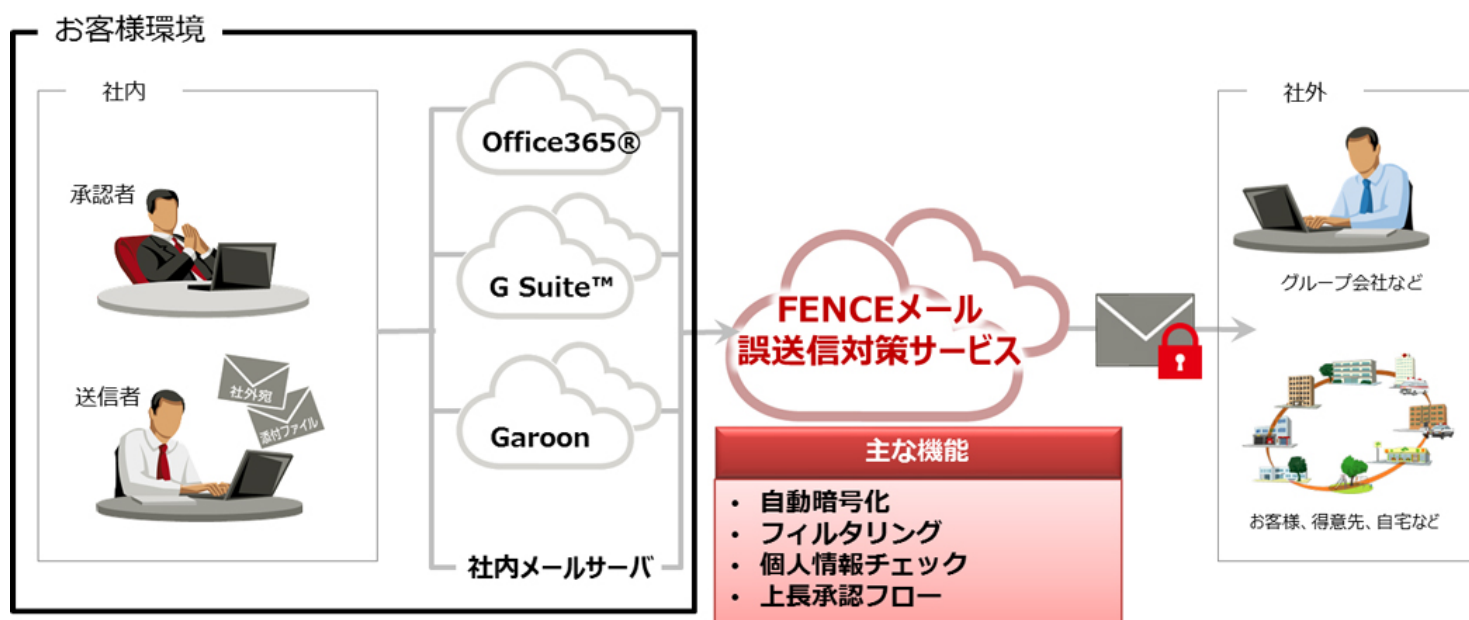 お客様環境
社内
承認者
送信者
社外宛
添付ファイル
Office365®
G Suite™
Garoon
社内メールサーバ
FENCEメール
誤送信対策サービス
主な機能
・ 自動暗号化
・ フィルタリング
・ 個人情報チェック
・ 上長承認フロー
社外
グループ会社など
お客様、得意先、自宅など